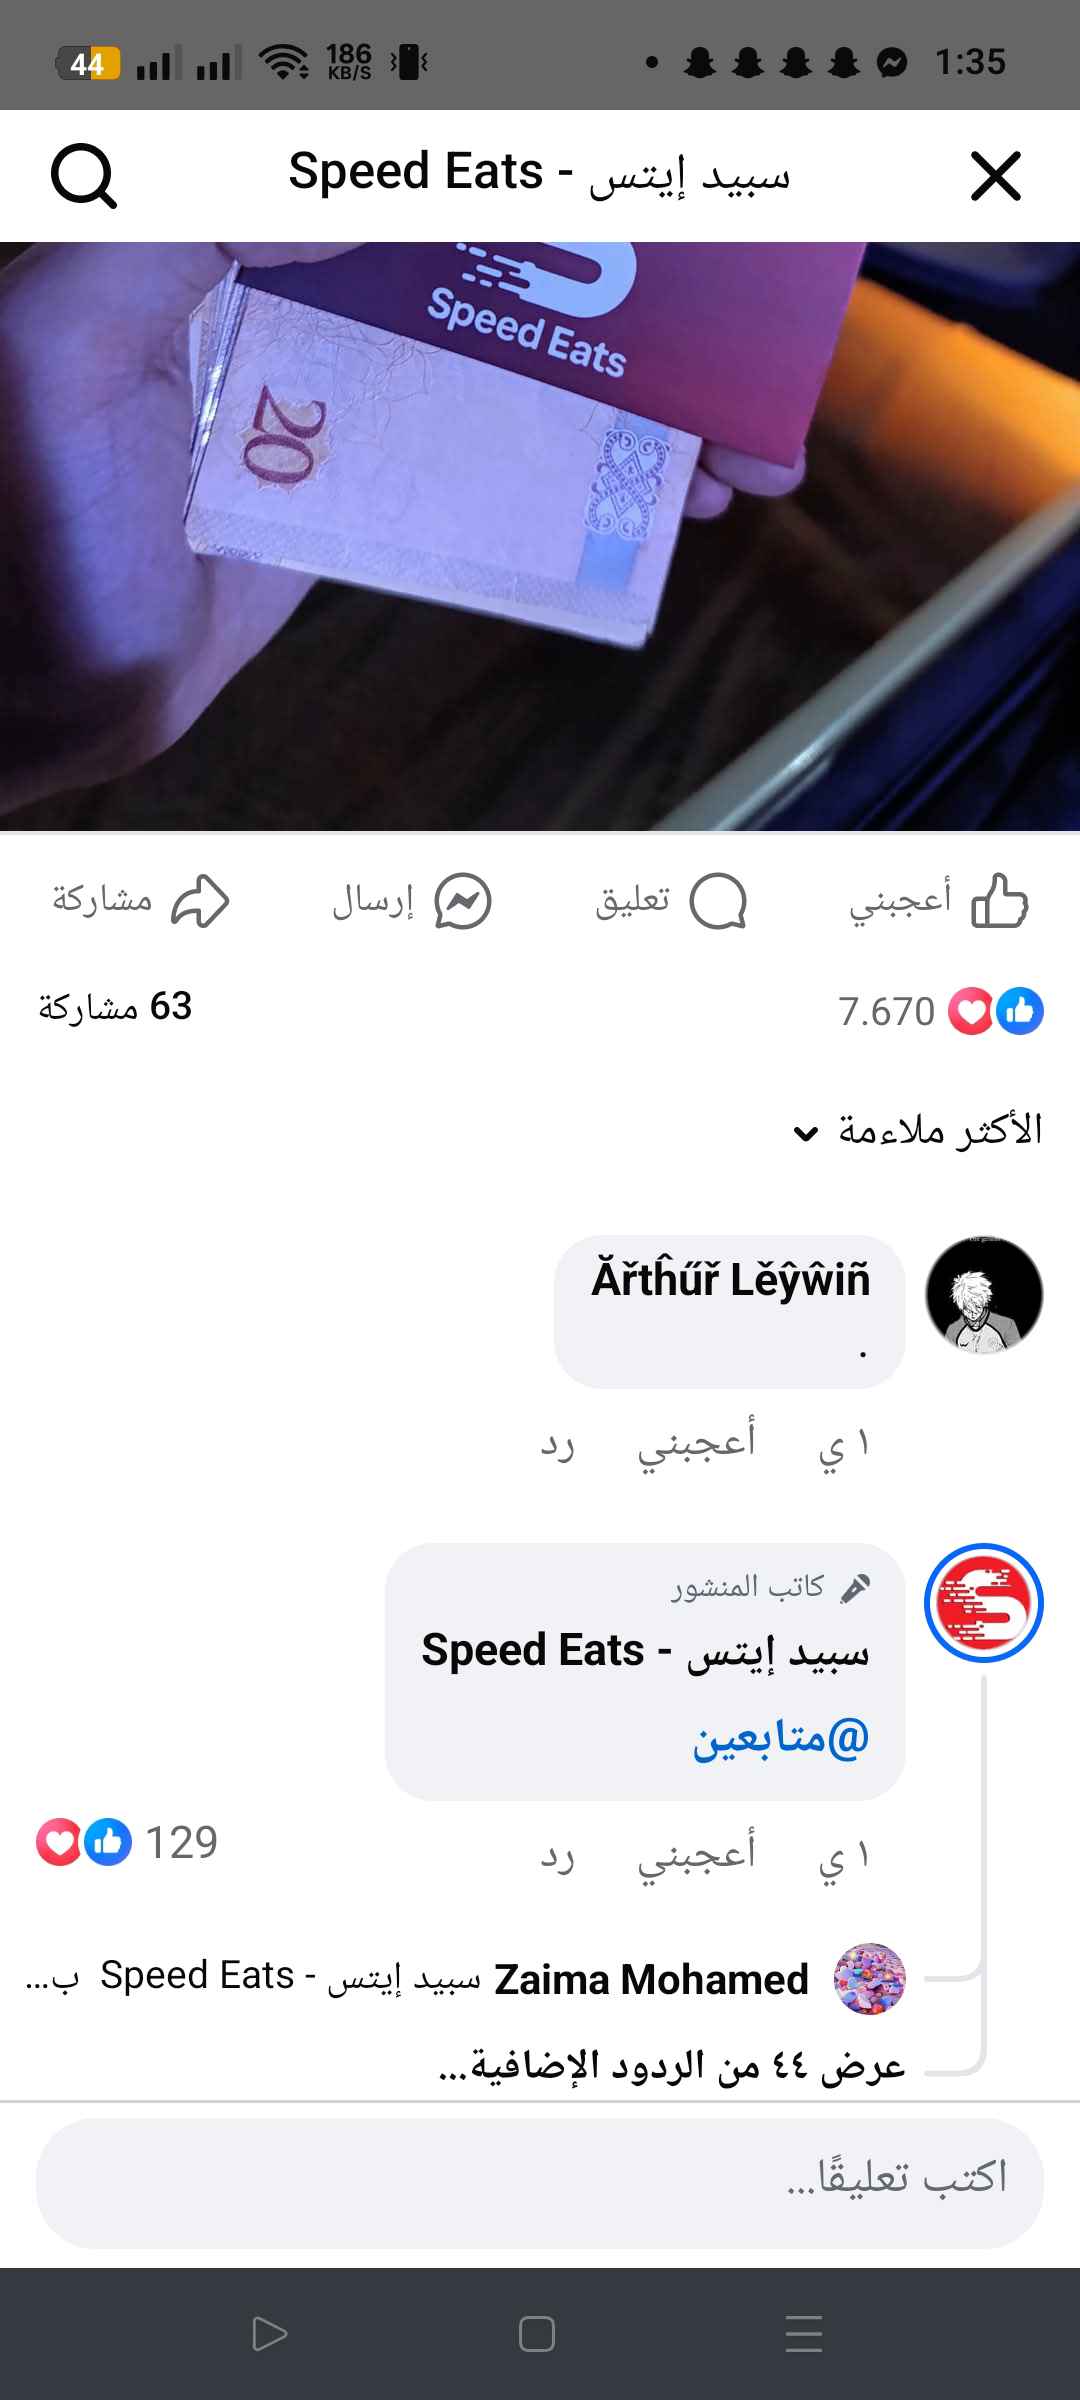 44
186
KB/S
1:35
سبيد إيتس - Speed Eats
Speed Eats
20
أعجبني
تعليق
إرسال
مشاركة
7.670
63 مشاركة
الأكثر ملاءمة
Ăřtĥűř Lěŷŵiñ
.
١ ي أعجبني رد
كاتب المنشور
سبيد إيتس - Speed Eats
@متابعين
١ ي أعجبني رد
129
Zaima Mohamed سبيد إيتس - Speed Eats ب...
عرض ٤٤ من الردود الإضافية...
اكتب تعليقًا...